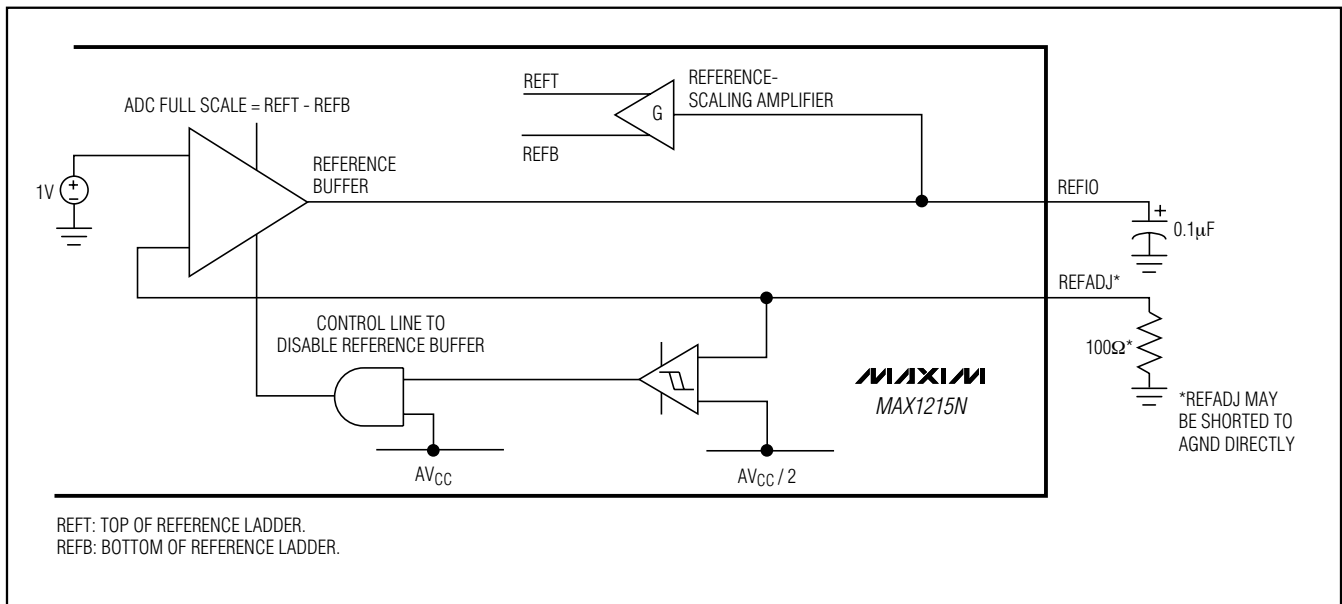 REFT
REFERENCE-
SCALING AMPLIFIER
G
REFB
ADC FULL SCALE = REFT - REFB
REFERENCE
BUFFER
1V
REFIO
0.1µF
REFADJ*
CONTROL LINE TO
DISABLE REFERENCE BUFFER
100Ω*
MAXIM
MAX1215N
*REFADJ MAY
BE SHORTED TO
AGND DIRECTLY
AVCC
AVCC / 2
REFT: TOP OF REFERENCE LADDER.
REFB: BOTTOM OF REFERENCE LADDER.